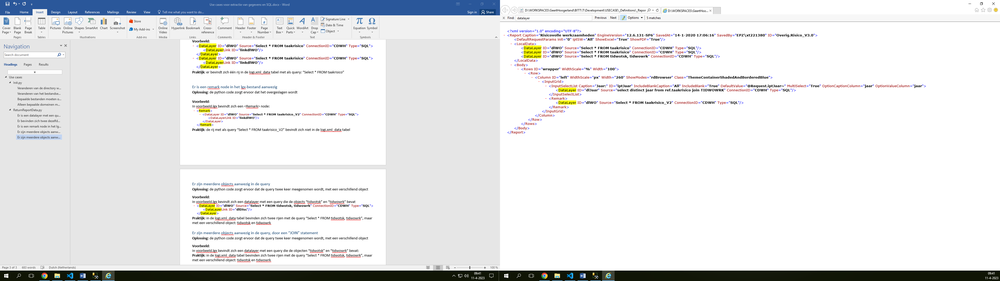 Use cases voor extractie van gegevens en SQL.docx - Word
File Home Insert Design Layout References Mailings Review View Tell me what you want to do... Sign in Share
Cover Page Blank Page Page Break Table Pictures Online Pictures Shapes SmartArt Chart Screenshot Store My Add-ins Online Video Hyperlink Bookmark Cross-reference Comment Header Footer Page Number Text Box Quick Parts WordArt Drop Cap Signature Line Date & Time Object Equation Symbol
Pages Tables Illustrations Add-ins Media Links Comments Header & Footer Text Symbols
Navigation
Search document
Headings Pages Results
Use cases
Init.py
Veranderen van de directory w...
Veranderen van het bestandse...
Bepaalde bestanden moeten o...
Alleen bepaalde domeinen m...
ReturnReportData.py
Er is een datalayer met een qu...
Er bevinden zich twee dezelfd...
Er is een remark node in het lg...
Er zijn meerdere objects aanw...
Er zijn meerdere objects aanw...
Voorbeeld:
- <DataLayer ID="dlWO" Source="Select * FROM taakrisico" ConnectionID="CDWH" Type="SQL">
<DataLayerLink ID="linkdlWO"/>
</DataLayer>
- <DataLayer ID="dlWO" Source="Select * FROM taakrisico" ConnectionID="CDWH" Type="SQL">
<DataLayerLink ID="linkdlWO"/>
</DataLayer>
Praktijk: er bevindt zich één rij in de logi.xml_data tabel met als query: “Select * FROM taakrisico”
Er is een remark node in het lgx-bestand aanwezig
Oplossing: de python code zorgt ervoor dat het overgeslagen wordt
Voorbeeld:
In voorbeeld.lgx bevindt zich een <Remark> node:
- <Remark>
- <DataLayer ID="dlWO" Source="Select * FROM taakrisico_V2" ConnectionID="CDWH" Type="SQL">
<DataLayerLink ID="linkdlWO"/>
</DataLayer>
</Remark>
Praktijk: de rij met als query “Select * FROM taakrisico_V2” bevindt zich niet in de logi.xml_data tabel
Er zijn meerdere objects aanwezig in de query
Oplossing: de python code zorgt ervoor dat de query twee keer meegenomen wordt, met een verschillend object
Voorbeeld:
In voorbeeld.lgx bevindt zich een datalayer met een query die de objects “tidwotsk” en “tidwowrk” bevat
- <DataLayer ID="dlWO" Source="Select * FROM tidwotsk, tidwowrk" ConnectionID="CDWH" Type="SQL">
<DataLayerLink ID="dlDisc"/>
</DataLayer>
Praktijk: in de logi.xml_data tabel bevinden zich twee rijen met de query “Select * FROM tidwotsk, tidwowrk”, maar
met een verschillend object: tidwotsk en tidwowrk
Er zijn meerdere objects aanwezig in de query, door een “JOIN” statement
Oplossing: de python code zorgt ervoor dat de query twee keer meegenomen wordt, met een verschillend object
Voorbeeld:
In voorbeeld.lgx bevindt zich een datalayer met een query die de objecten “tidwotsk” en “tidwowrk” bevat:
Praktijk: in de logi.xml_data tabel bevinden zich twee rijen met de query “Select * FROM tidwotsk, tidwowrk”, maar
met een verschillend object: tidwotsk en tidwowrk
Page 3 of 3 683 words Dutch (Netherlands) 100 %
09:41
11-4-2023
D:\WORKSPACES\GeertHoogerland\BITT\T\Development\USECASE\_Definitions\_Repor D:\WORKSPACES\GeertHoo...
x Find: datalayer Previous Next Options 5 matches
<?xml version="1.0" encoding="UTF-8"?>
- <Report Caption="Risicovolle werkzaamheden" EngineVersion="12.6.131-SP6" SavedAt="14-1-2020 17:06:16" SavedBy="EPZ\xt221380" ID="Overig.Risico_V3.0">
<DefaultRequestParams init="0" iptSW="All" ShowExcel="True" ShowPDF="True"/>
- <LocalData>
<DataLayer ID="dlWO" Source="Select * FROM taakrisico" ConnectionID="CDWH" Type="SQL"/>
<DataLayer ID="dlWO" Source="Select * FROM taakrisico" ConnectionID="CDWH" Type="SQL"/>
<DataLayer ID="dlWO" Source="Select * FROM tidwotsk, tidwowrk" ConnectionID="CDWH" Type="SQL"/>
</LocalData>
- <Body>
- <Rows ID="wrapper" WidthScale="%" Width="100">
- <Row>
- <Column ID="left" WidthScale="px" Width="260" ShowModes="rdBrowser" Class="ThemeContainerShadedAndBorderedBlue">
- <InputGrid>
- <InputSelectList Caption="Jaar:" ID="iptJaar" IncludeBlankCaption="All" IncludeBlank="True" DefaultValue="@Request.iptJaar~" MultiSelect="True" OptionCaptionColumn="jaar" OptionValueColumn="jaar">
<DataLayer ID="dlJaar" Source="select distinct jaar from ref.taakrisico join TIDWOWRK" ConnectionID="CDWH" Type="SQL"/>
</InputSelectList>
- <Remark>
<DataLayer ID="dlWO" Source="Select * FROM taakrisico_V2" ConnectionID="CDWH" Type="SQL"/>
</Remark>
</InputGrid>
</Column>
</Row>
</Rows>
</Body>
</Report>
09:41
11-4-2023